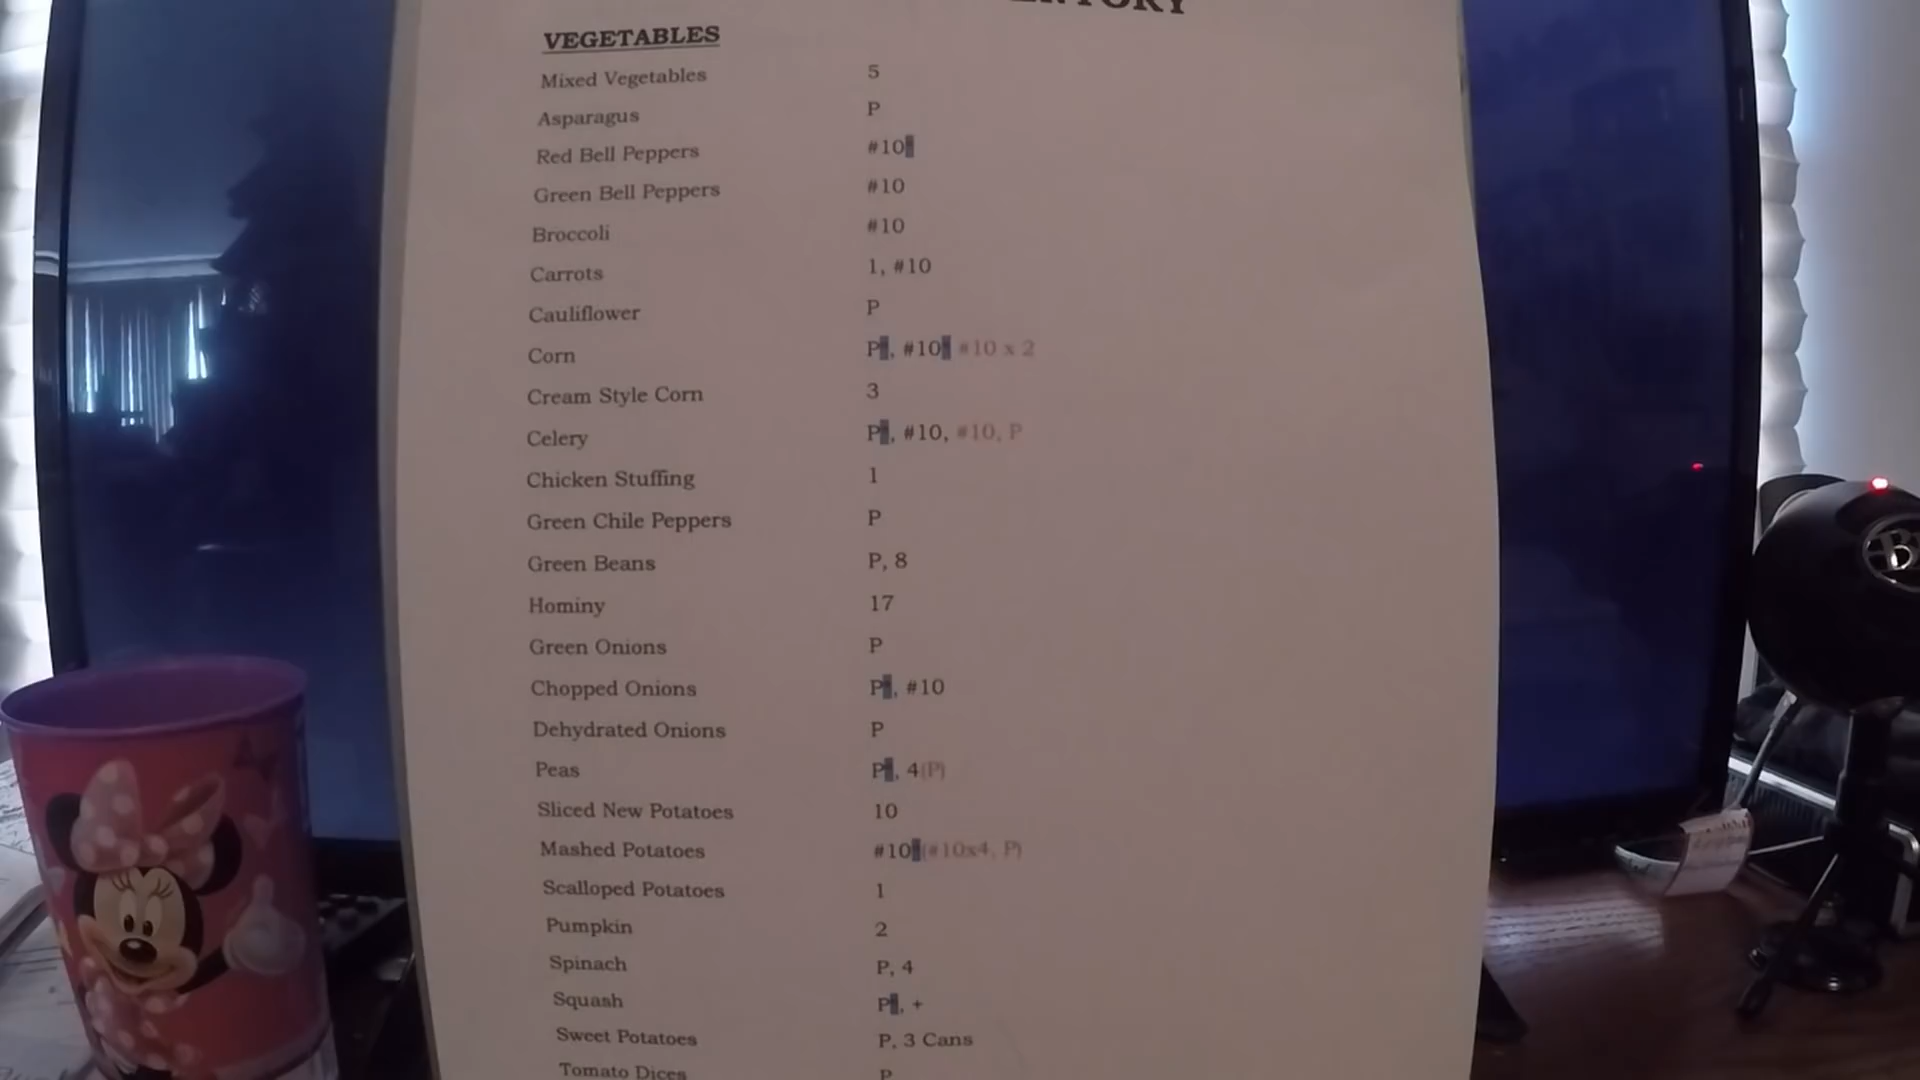 VEGETABLES
Mixed Vegetables 5
Asparagus P
Red Bell Peppers #10
Green Bell Peppers #10
Broccoli #10
Carrots 1, #10
Cauliflower P
Corn P, #10 #10 x 2
Cream Style Corn 3
Celery P, #10, #10, P
Chicken Stuffing 1
Green Chile Peppers P
Green Beans P, 8
Hominy 17
Green Onions P
Chopped Onions P, #10
Dehydrated Onions P
Peas P, 4(P)
Sliced New Potatoes 10
Mashed Potatoes #10(#10x4, P)
Scalloped Potatoes 1
Pumpkin 2
Spinach P, 4
Squash P, +
Sweet Potatoes P, 3 Cans
Tomato Dices P